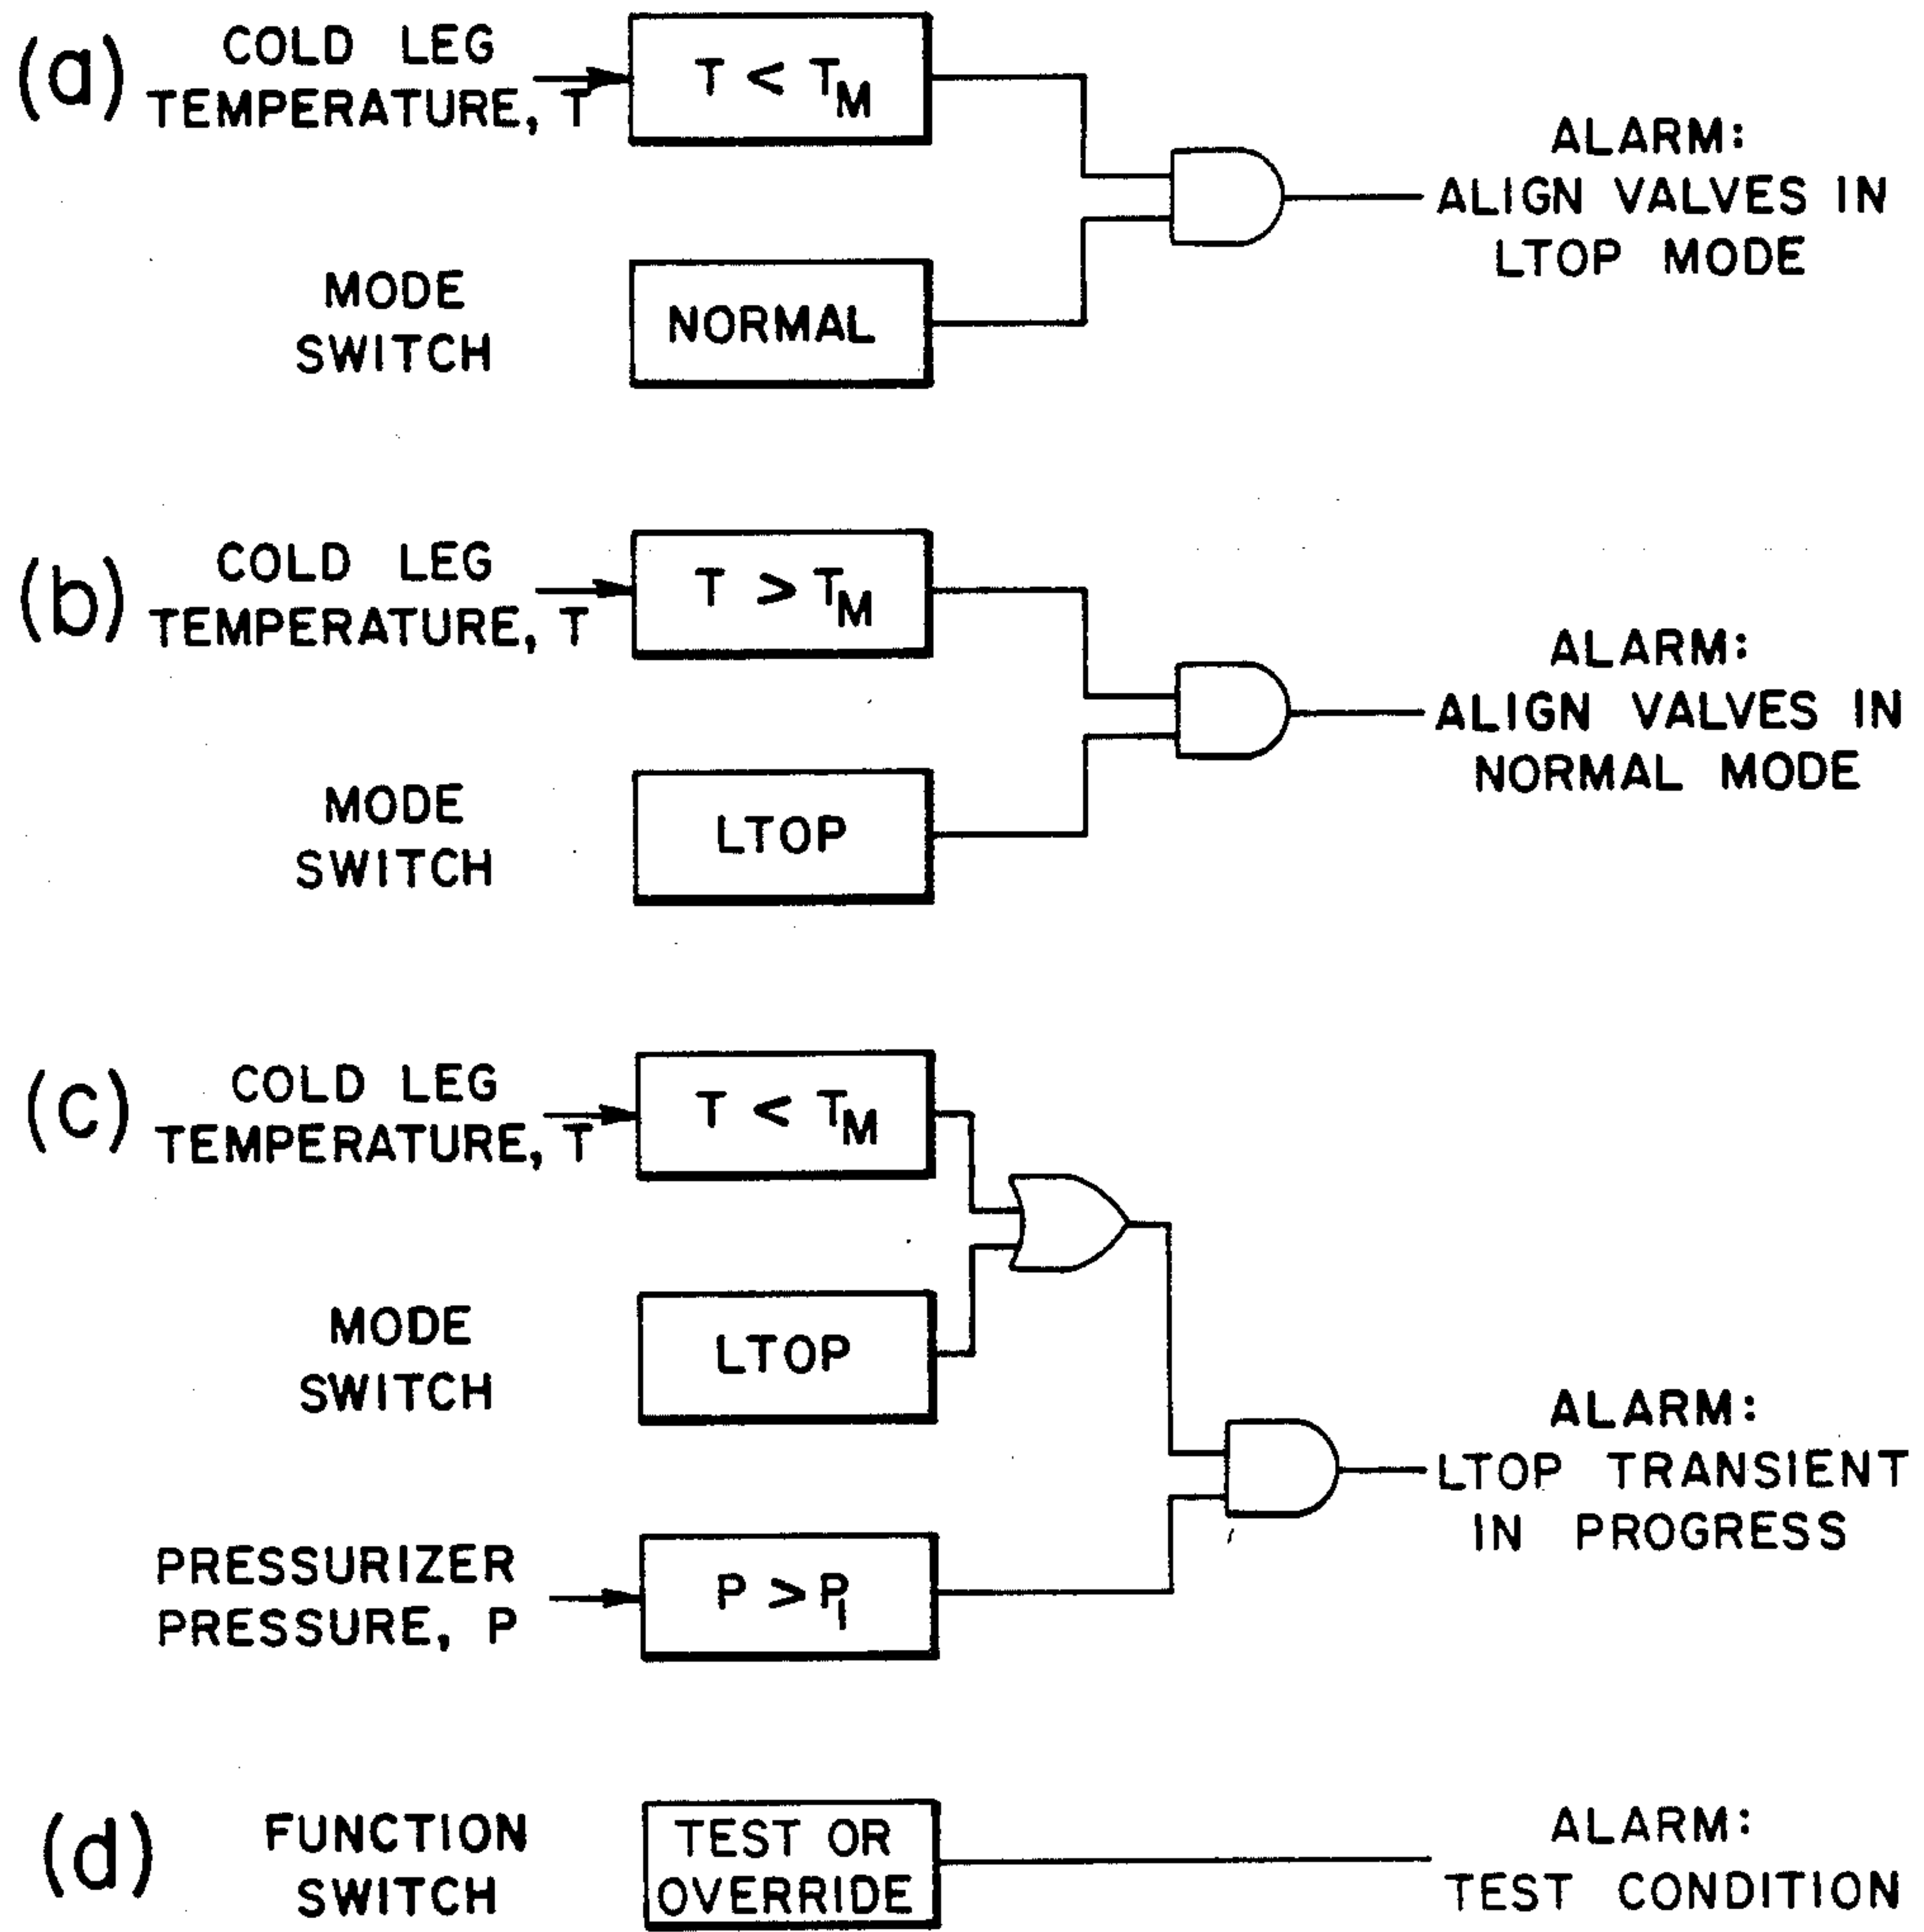 (a)
COLD LEG
TEMPERATURE, T
T < TM
MODE
SWITCH
NORMAL
ALARM:
ALIGN VALVES IN
LTOP MODE
(b)
COLD LEG
TEMPERATURE, T
T > TM
MODE
SWITCH
LTOP
ALARM:
ALIGN VALVES IN
NORMAL MODE
(c)
COLD LEG
TEMPERATURE, T
T < TM
MODE
SWITCH
LTOP
PRESSURIZER
PRESSURE, P
P > P1
ALARM:
LTOP TRANSIENT
IN PROGRESS
(d)
FUNCTION
SWITCH
TEST OR
OVERRIDE
ALARM:
TEST CONDITION